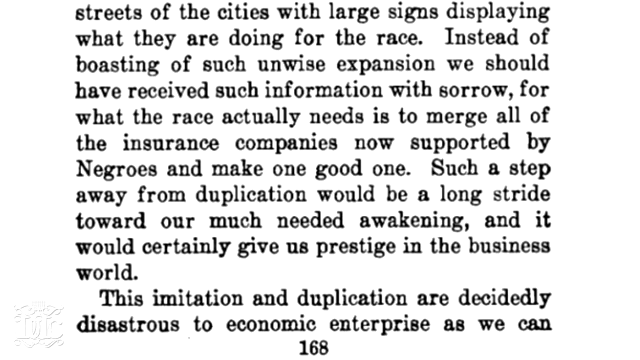 streets of the cities with large signs displaying
what they are doing for the race. Instead of
boasting of such unwise expansion we should
have received such information with sorrow, for
what the race actually needs is to merge all of
the insurance companies now supported by
Negroes and make one good one. Such a step
away from duplication would be a long stride
toward our much needed awakening, and it
would certainly give us prestige in the business
world.
This imitation and duplication are decidedly
disastrous to economic enterprise as we can
168